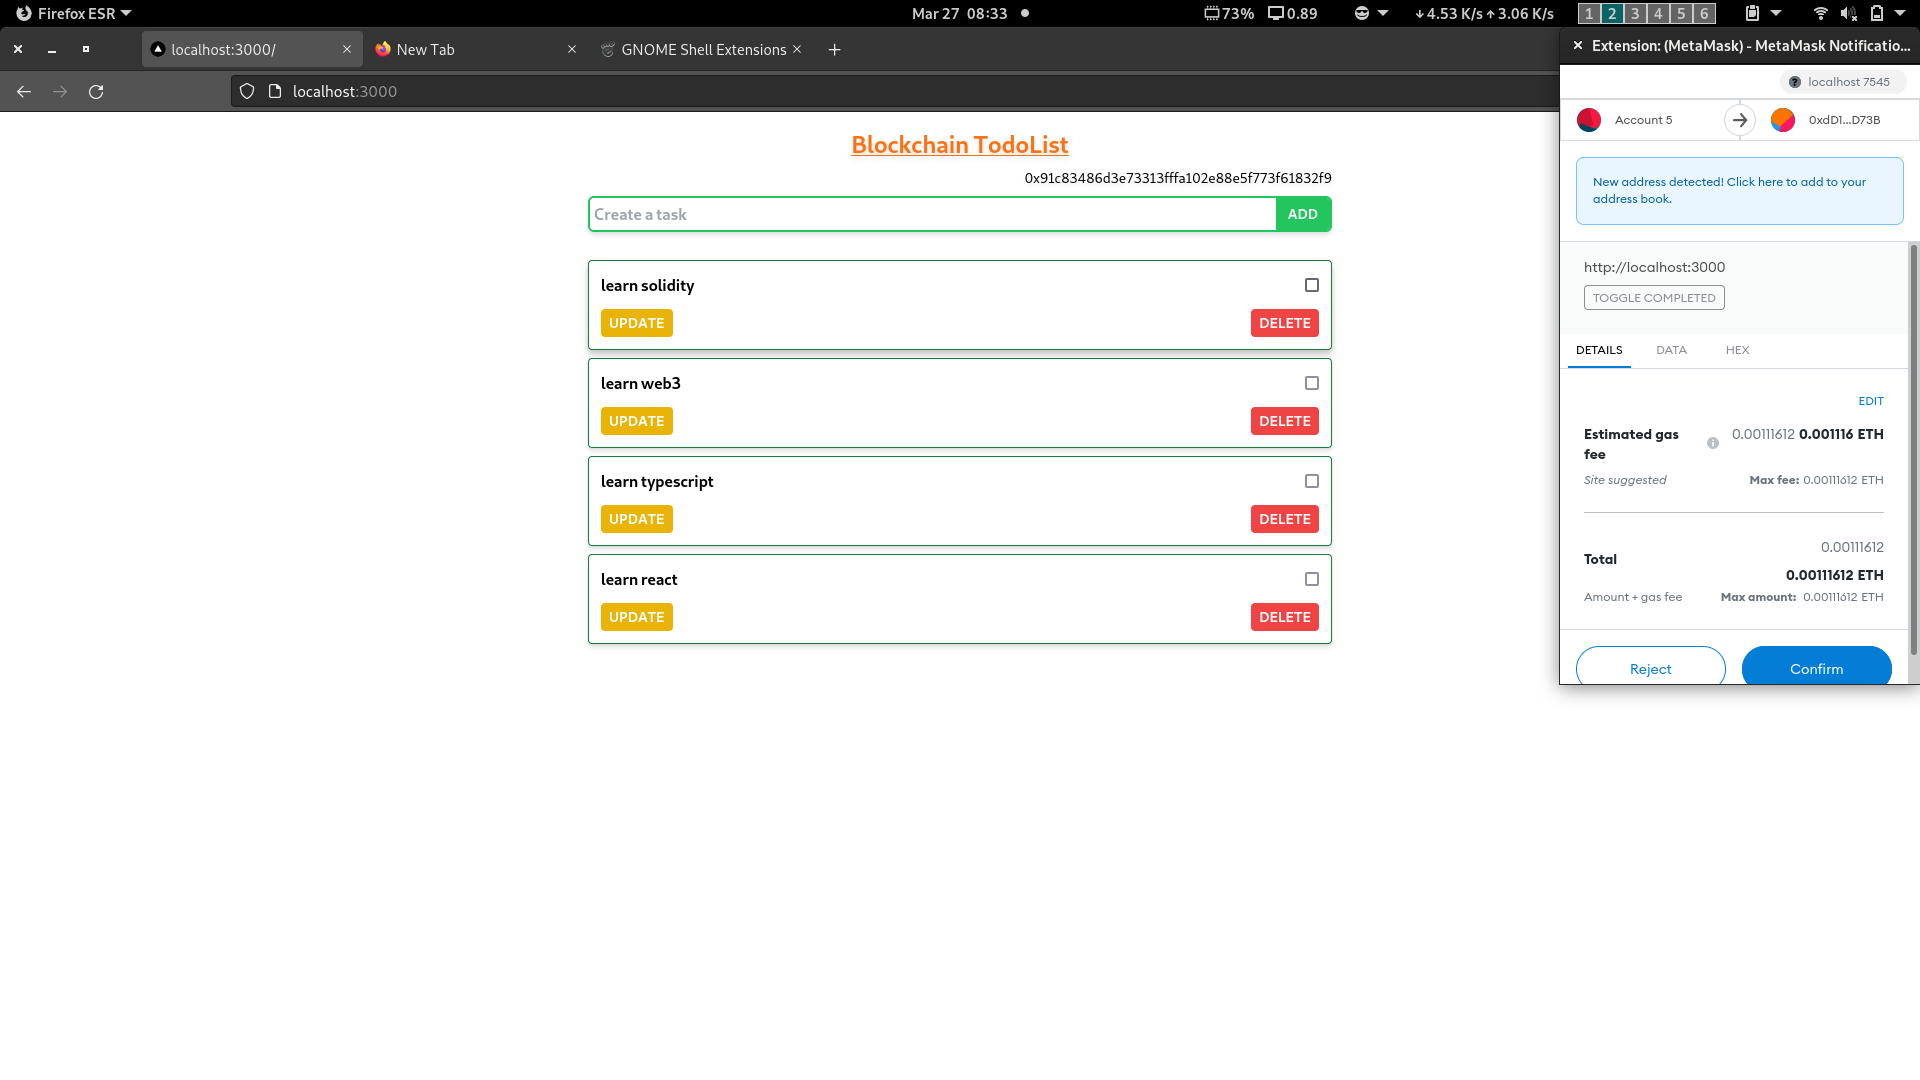 Firefox ESR
Mar 27 08:33
73% 0.89
4.53 K/s 3.06 K/s
1 2 3 4 5 6
localhost:3000/
New Tab
GNOME Shell Extensions
localhost:3000
Blockchain TodoList
0x91c83486d3e73313fffa102e88e5f773f61832f9
Create a task
ADD
learn solidity
UPDATE
DELETE
learn web3
UPDATE
DELETE
learn typescript
UPDATE
DELETE
learn react
UPDATE
DELETE
Extension: (MetaMask) - MetaMask Notificatio...
localhost 7545
Account 5
0xdD1...D73B
New address detected! Click here to add to your
address book.
http://localhost:3000
TOGGLE COMPLETED
DETAILS
DATA
HEX
EDIT
Estimated gas
fee
0.00111612 0.001116 ETH
Site suggested
Max fee: 0.00111612 ETH
0.00111612
Total
0.00111612 ETH
Amount + gas fee
Max amount: 0.00111612 ETH
Reject
Confirm